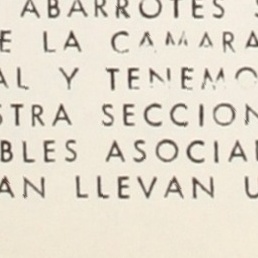 ABARROTES
E LA CAMARA
AL Y TENEMO
STRA SECCION
BLES ASOCIA
AN LLEVAN U